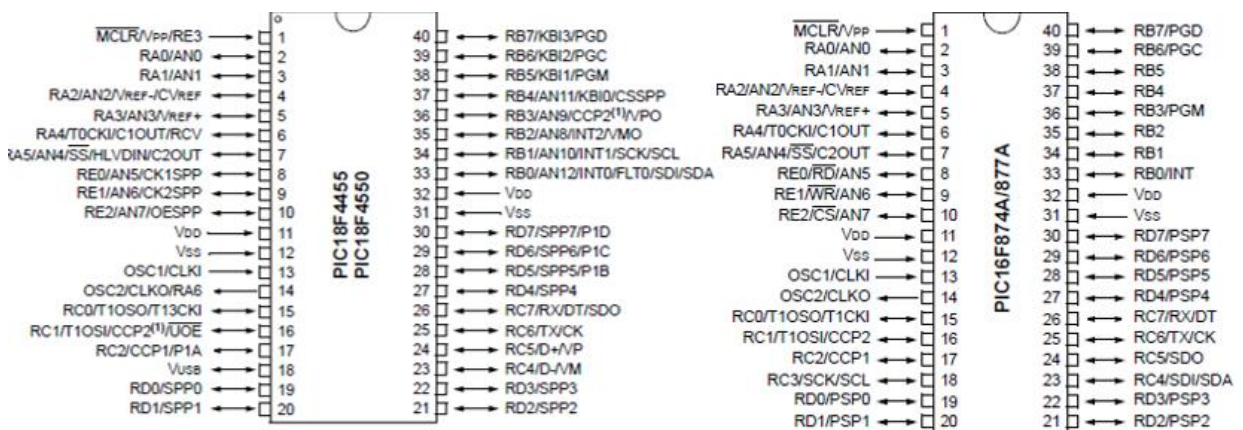 MCLR/VPP/RE3 1 40 RB7/KBI3/PGD
RA0/AN0 2 39 RB6/KBI2/PGC
RA1/AN1 3 38 RB5/KBI1/PGM
RA2/AN2/VREF-/CVREF 4 37 RB4/AN11/KBI0/CSSPP
RA3/AN3/VREF+ 5 36 RB3/AN9/CCP2(1)/VPO
RA4/T0CKI/C1OUT/RCV 6 35 RB2/AN8/INT2/VMO
RA5/AN4/SS/HLVDIN/C2OUT 7 34 RB1/AN10/INT1/SCK/SCL
RE0/AN5/CK1SPP 8 33 RB0/AN12/INT0/FLT0/SDI/SDA
RE1/AN6/CK2SPP 9 32 VDD
RE2/AN7/OESPP 10 31 VSS
VDD 11 30 RD7/SPP7/P1D
VSS 12 29 RD6/SPP6/P1C
OSC1/CLKI 13 28 RD5/SPP5/P1B
OSC2/CLKO/RA6 14 27 RD4/SPP4
RC0/T1OSO/T13CKI 15 26 RC7/RX/DT/SDO
RC1/T1OSI/CCP2(1)/UOE 16 25 RC6/TX/CK
RC2/CCP1/P1A 17 24 RC5/D+/VP
VUSB 18 23 RC4/D-/VM
RD0/SPP0 19 22 RD3/SPP3
RD1/SPP1 20 21 RD2/SPP2
PIC18F4455
PIC18F4550
MCLR/VPP 1 40 RB7/PGD
RA0/AN0 2 39 RB6/PGC
RA1/AN1 3 38 RB5
RA2/AN2/VREF-/CVREF 4 37 RB4
RA3/AN3/VREF+ 5 36 RB3/PGM
RA4/T0CKI/C1OUT 6 35 RB2
RA5/AN4/SS/C2OUT 7 34 RB1
RE0/RD/AN5 8 33 RB0/INT
RE1/WR/AN6 9 32 VDD
RE2/CS/AN7 10 31 VSS
VDD 11 30 RD7/PSP7
VSS 12 29 RD6/PSP6
OSC1/CLKI 13 28 RD5/PSP5
OSC2/CLKO 14 27 RD4/PSP4
RC0/T1OSO/T1CKI 15 26 RC7/RX/DT
RC1/T1OSI/CCP2 16 25 RC6/TX/CK
RC2/CCP1 17 24 RC5/SDO
RC3/SCK/SCL 18 23 RC4/SDI/SDA
RD0/PSP0 19 22 RD3/PSP3
RD1/PSP1 20 21 RD2/PSP2
PIC16F874A/877A